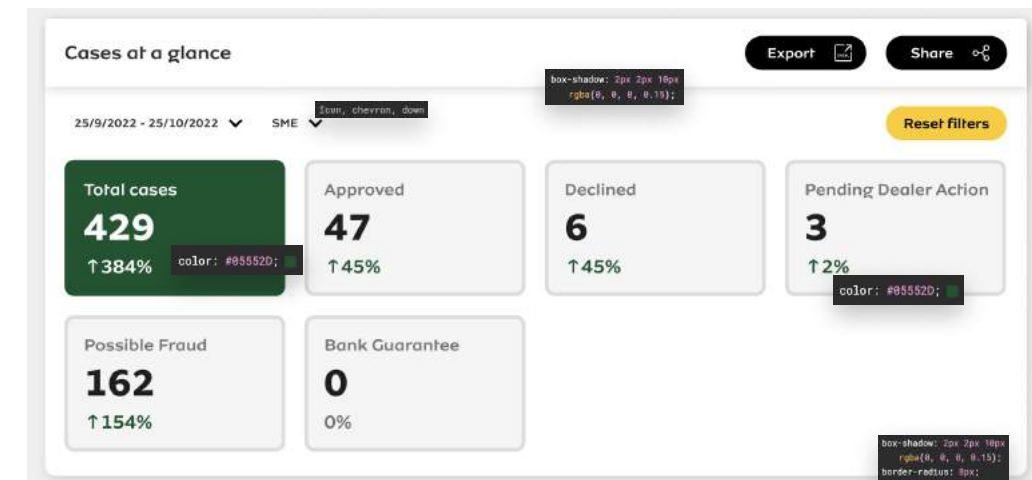 Cases at a glance
Export
Share
box-shadow: 2px 2px 10px
rgba(0, 0, 0, 0.15);
25/9/2022 - 25/10/2022
SME
Icon, chevron, down
Reset filters
Total cases
429
↑384%
color: #05552D;
Approved
47
↑45%
Declined
6
↑45%
Pending Dealer Action
3
↑2%
color: #05552D;
Possible Fraud
162
↑154%
Bank Guarantee
0
0%
box-shadow: 2px 2px 10px
rgba(0, 0, 0, 0.15);
border-radius: 8px;